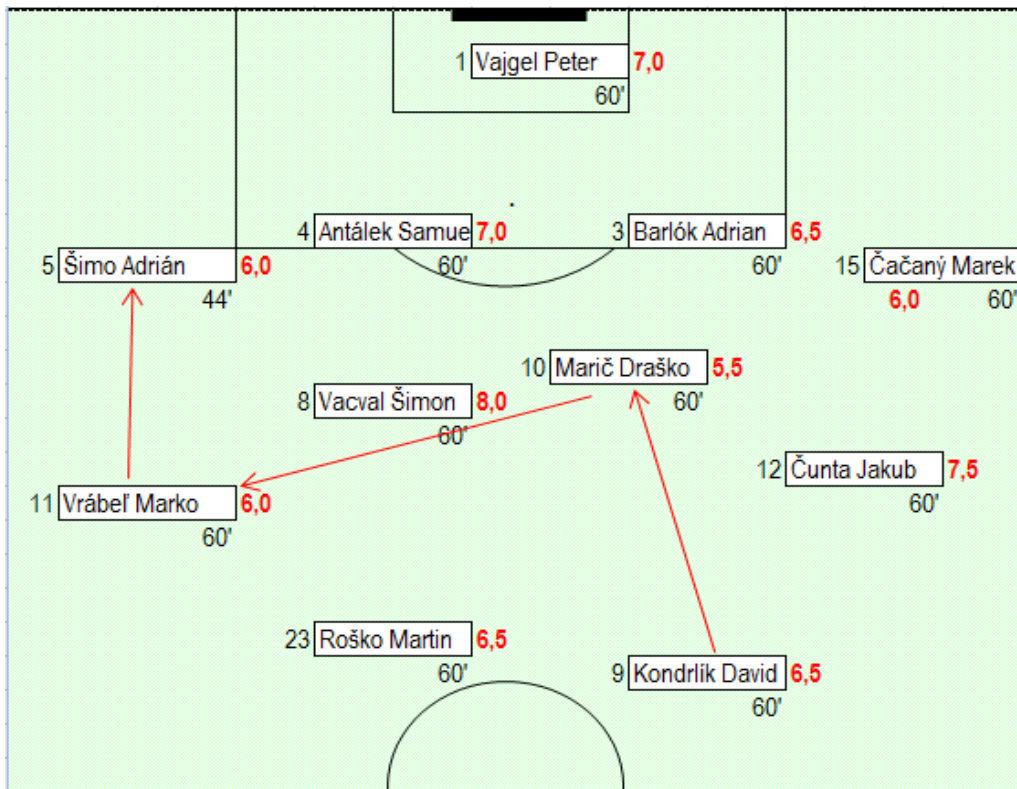 1 Vajgel Peter 7,0
60'
4 Antálek Samue 7,0
60'
3 Barlók Adrian 6,5
60'
5 Šimo Adrián 6,0
44'
15 Čačaný Marek
6,0 60'
10 Marič Draško 5,5
60'
8 Vacval Šimon 8,0
60'
12 Čunta Jakub 7,5
60'
11 Vrábeľ Marko 6,0
60'
23 Roško Martin 6,5
60'
9 Kondrlík David 6,5
60'